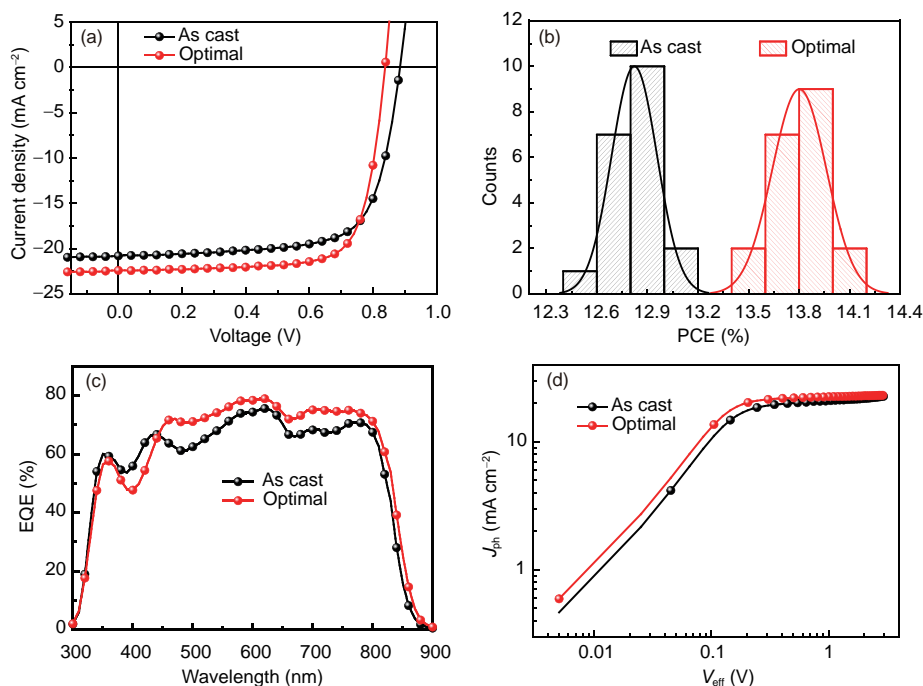 (a)
As cast
Optimal
5
0
−5
−10
−15
−20
−25
Current density (mA cm⁻²)
0.0 0.2 0.4 0.6 0.8 1.0
Voltage (V)
(b)
As cast Optimal
12
10
8
6
4
2
0
Counts
12.3 12.6 12.9 13.1 13.5 13.8 14.1 14.4
PCE (%)
(c)
As cast
Optimal
80
60
40
20
0
EQE (%)
300 400 500 600 700 800 900
Wavelength (nm)
(d)
As cast
Optimal
10
1
Jph (mA cm⁻²)
0.01 0.1 1
Veff (V)